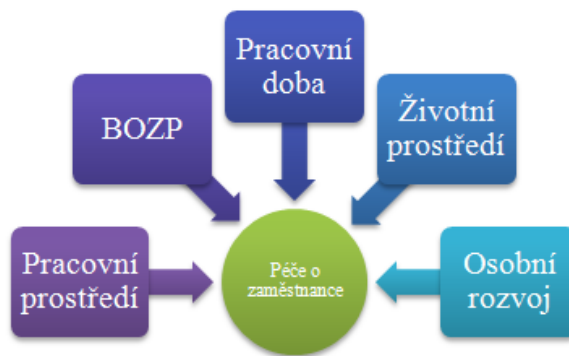 Pracovní
doba
BOZP
Životní
prostředí
Pracovní
prostředí
Péče o
zaměstnance
Osobní
rozvoj